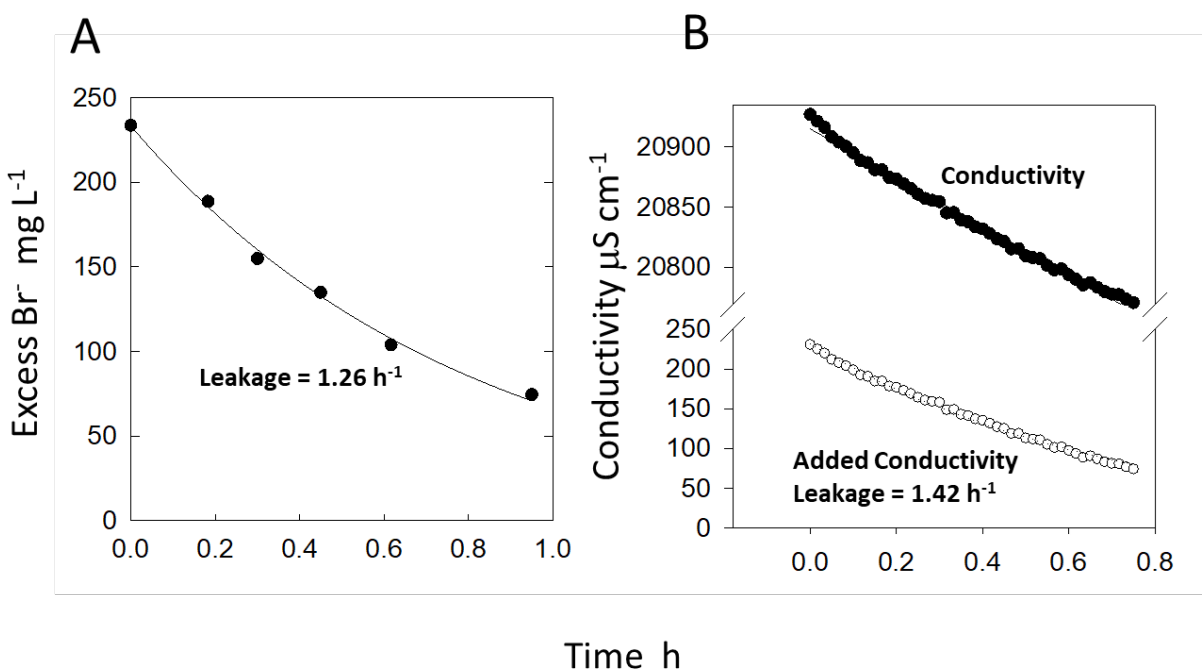 A
B
Excess Br⁻ mg L⁻¹
250
200
150
100
50
0
Leakage = 1.26 h⁻¹
0.0 0.2 0.4 0.6 0.8 1.0
Conductivity µS cm⁻¹
20900
20850
20800
250
200
150
100
50
0
Conductivity
Added Conductivity
Leakage = 1.42 h⁻¹
0.0 0.2 0.4 0.6 0.8
Time h